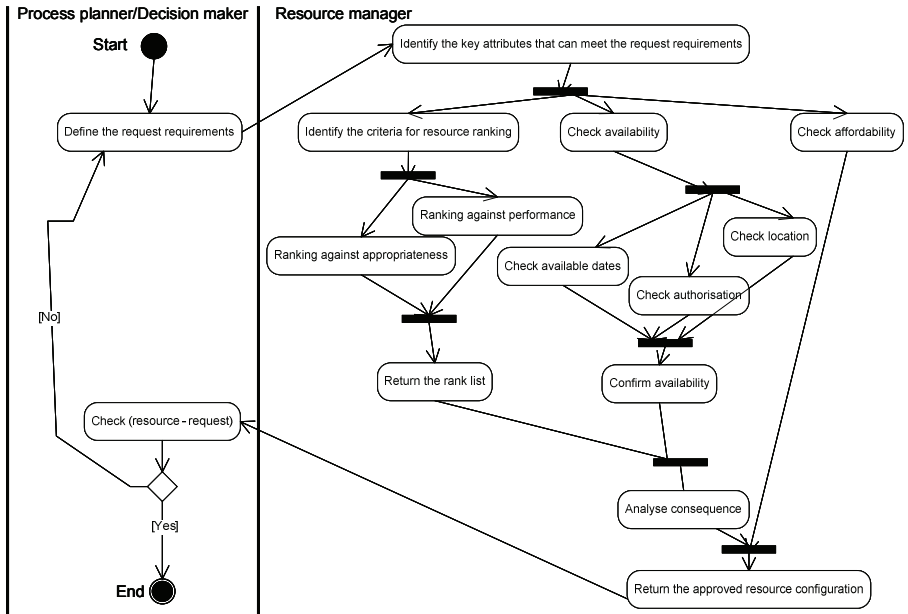 Process planner/Decision maker
Resource manager
Start
Identify the key attributes that can meet the request requirements
Define the request requirements
Identify the criteria for resource ranking
Check availability
Check affordability
Ranking against performance
Check location
Ranking against appropriateness
Check available dates
Check authorisation
[No]
Return the rank list
Confirm availability
Check (resource-request)
Analyse consequence
[Yes]
End
Return the approved resource configuration